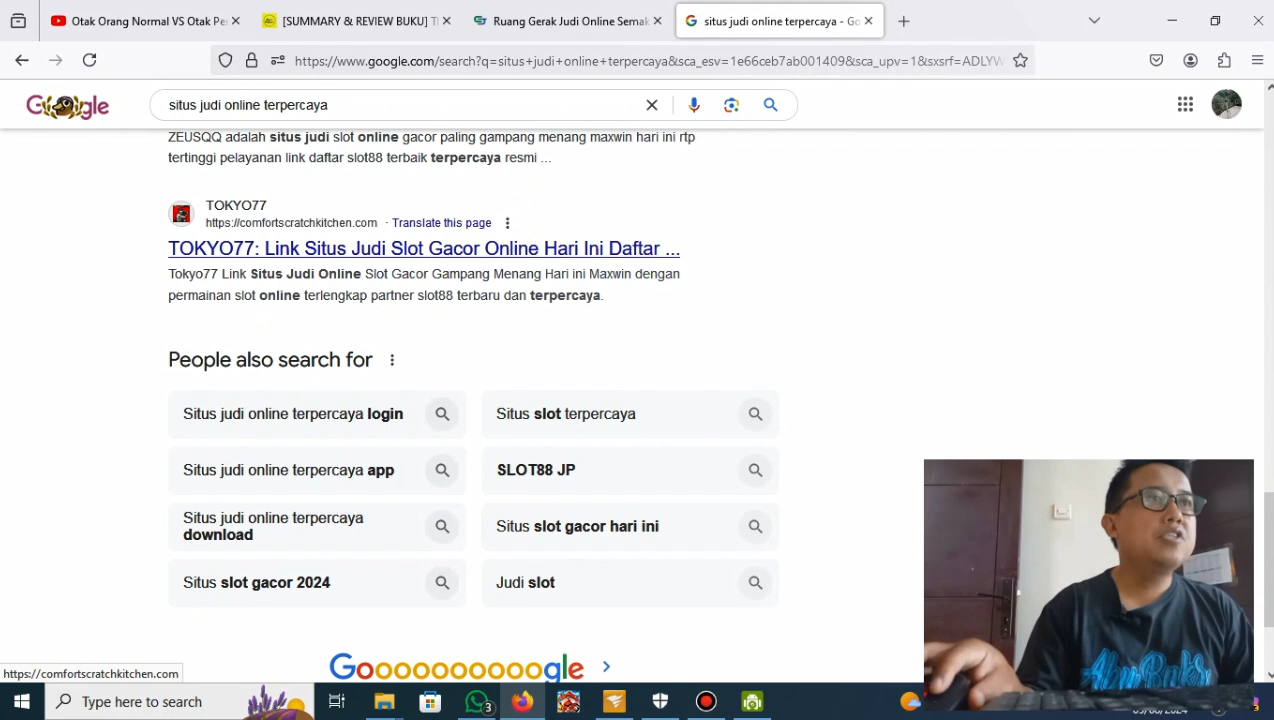 Otak Orang Normal VS Otak Pe
[SUMMARY & REVIEW BUKU] T
Ruang Gerak Judi Online Semak
situs judi online terpercaya - Go
https://www.google.com/search?q=situs+judi+online+terpercaya&sca_esv=1e66ceb7ab001409&sca_upv=1&sxsrf=ADLYW
Google
situs judi online terpercaya
ZEUSQQ adalah situs judi slot online gacor paling gampang menang maxwin hari ini rtp
tertinggi pelayanan link daftar slot88 terbaik terpercaya resmi ...
TOKYO77
https://comfortscratchkitchen.com · Translate this page
TOKYO77: Link Situs Judi Slot Gacor Online Hari Ini Daftar ...
Tokyo77 Link Situs Judi Online Slot Gacor Gampang Menang Hari ini Maxwin dengan
permainan slot online terlengkap partner slot88 terbaru dan terpercaya.
People also search for
Situs judi online terpercaya login
Situs slot terpercaya
Situs judi online terpercaya app
SLOT88 JP
Situs judi online terpercaya
download
Situs slot gacor hari ini
Situs slot gacor 2024
Judi slot
Goooooooooogle
https://comfortscratchkitchen.com
Type here to search
3